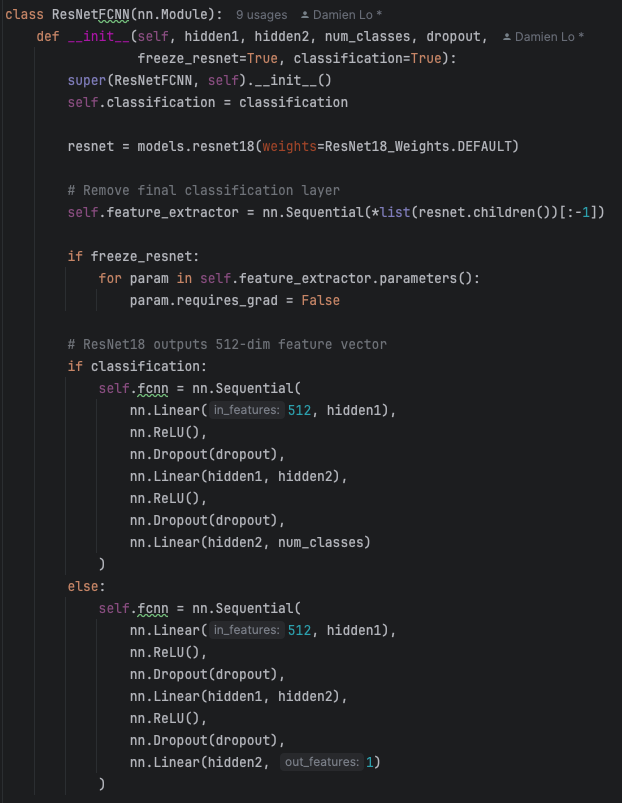 class ResNetFCNN(nn.Module): 9 usages Damien Lo *
    def __init__(self, hidden1, hidden2, num_classes, dropout, Damien Lo *
                 freeze_resnet=True, classification=True):
        super(ResNetFCNN, self).__init__()
        self.classification = classification

        resnet = models.resnet18(weights=ResNet18_Weights.DEFAULT)

        # Remove final classification layer
        self.feature_extractor = nn.Sequential(*list(resnet.children())[:-1])

        if freeze_resnet:
            for param in self.feature_extractor.parameters():
                param.requires_grad = False

        # ResNet18 outputs 512-dim feature vector
        if classification:
            self.fcnn = nn.Sequential(
                nn.Linear( in_features: 512, hidden1),
                nn.ReLU(),
                nn.Dropout(dropout),
                nn.Linear(hidden1, hidden2),
                nn.ReLU(),
                nn.Dropout(dropout),
                nn.Linear(hidden2, num_classes)
            )
        else:
            self.fcnn = nn.Sequential(
                nn.Linear( in_features: 512, hidden1),
                nn.ReLU(),
                nn.Dropout(dropout),
                nn.Linear(hidden1, hidden2),
                nn.ReLU(),
                nn.Dropout(dropout),
                nn.Linear(hidden2, out_features: 1)
            )